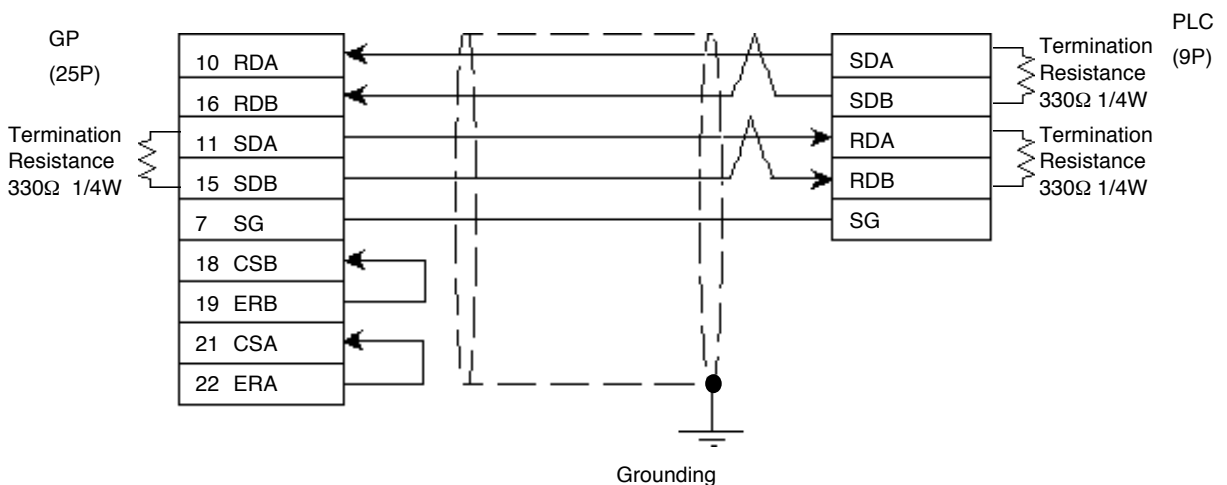 GP
(25P)
PLC
(9P)
10 RDA
16 RDB
11 SDA
15 SDB
7 SG
18 CSB
19 ERB
21 CSA
22 ERA
Termination
Resistance
330Ω 1/4W
SDA
SDB
RDA
RDB
SG
Termination
Resistance
330Ω 1/4W
Termination
Resistance
330Ω 1/4W
Grounding